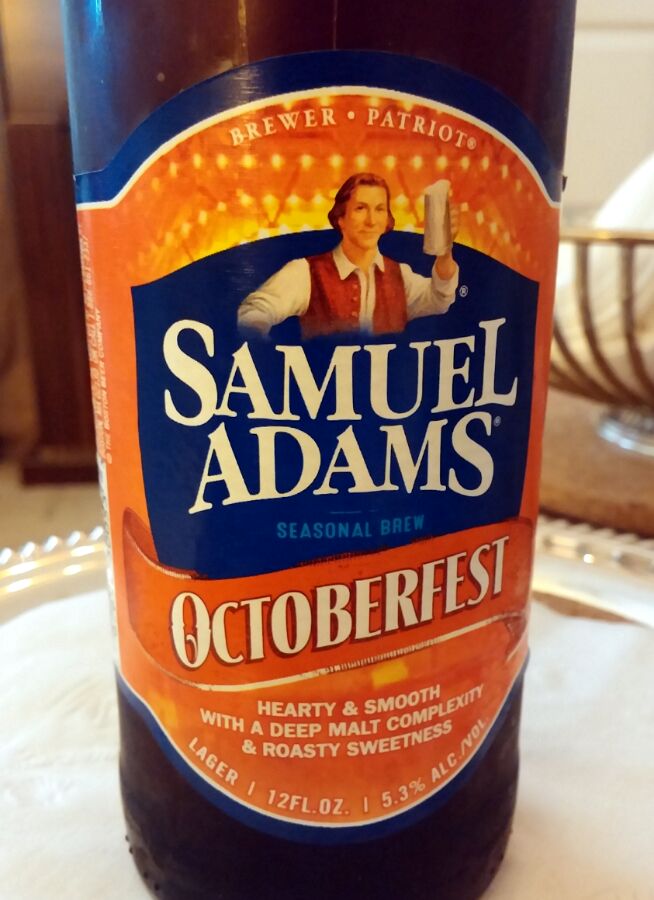 BREWER • PATRIOT®
SAMUEL
ADAMS®
SEASONAL BREW
OCTOBERFEST
HEARTY & SMOOTH
WITH A DEEP MALT COMPLEXITY
& ROASTY SWEETNESS
LAGER | 12FL.OZ. | 5.3% ALC./VOL.